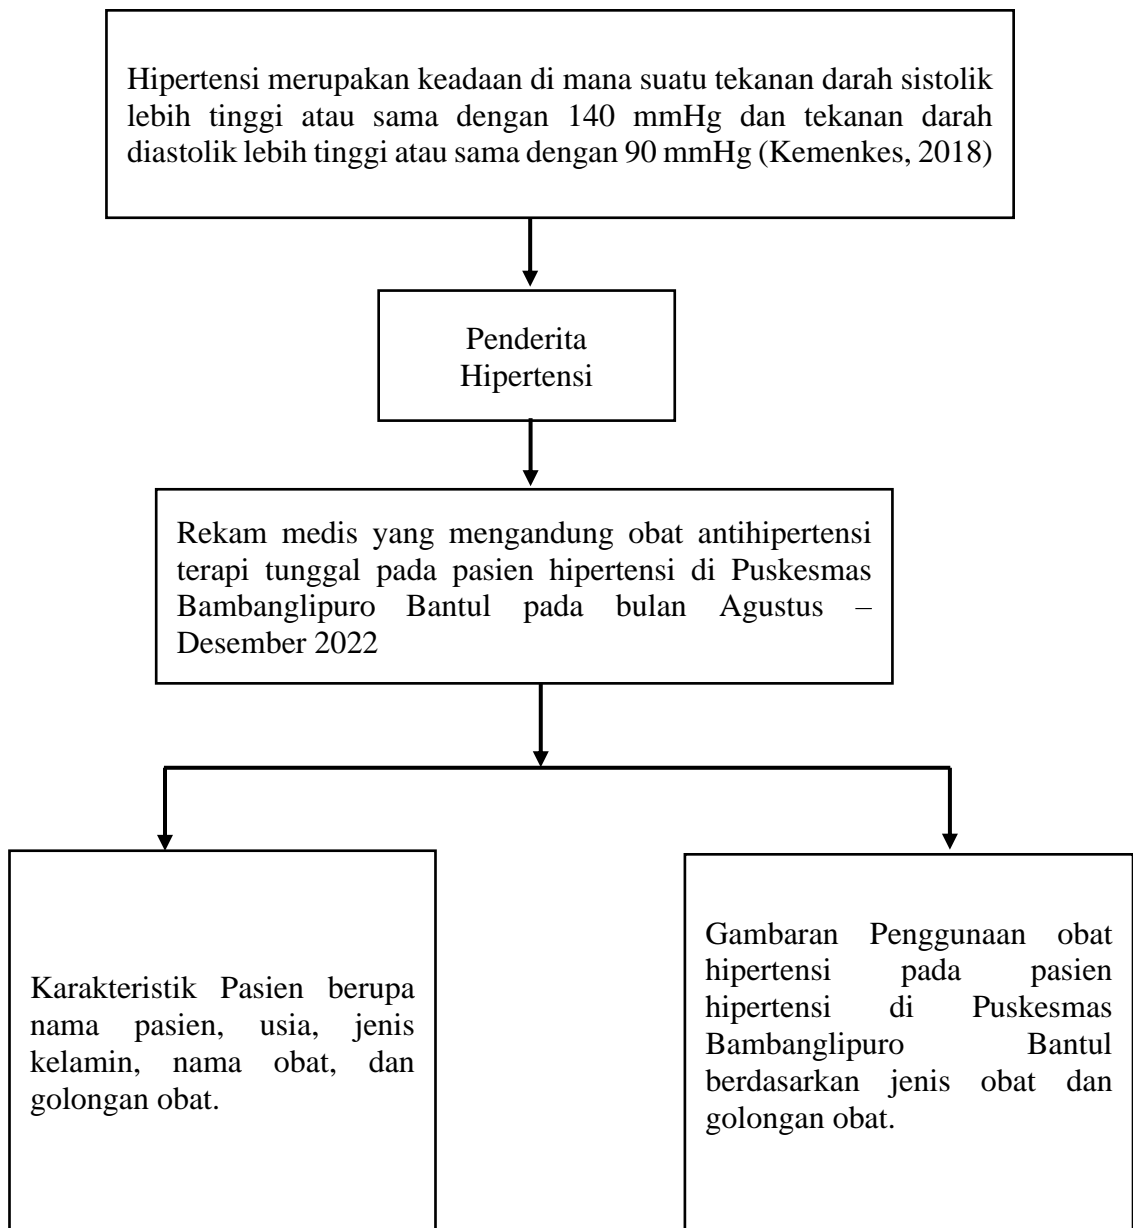 Hipertensi merupakan keadaan di mana suatu tekanan darah sistolik
lebih tinggi atau sama dengan 140 mmHg dan tekanan darah
diastolik lebih tinggi atau sama dengan 90 mmHg (Kemenkes, 2018)
Penderita
Hipertensi
Rekam medis yang mengandung obat antihipertensi
terapi tunggal pada pasien hipertensi di Puskesmas
Bambanglipuro Bantul pada bulan Agustus –
Desember 2022
Karakteristik Pasien berupa
nama pasien, usia, jenis
kelamin, nama obat, dan
golongan obat.
Gambaran Penggunaan obat
hipertensi pada pasien
hipertensi di Puskesmas
Bambanglipuro Bantul
berdasarkan jenis obat dan
golongan obat.